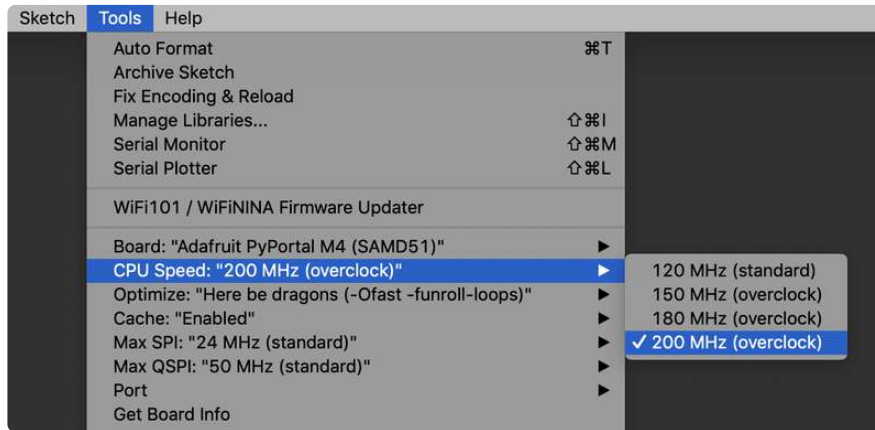 Sketch Tools Help
Auto Format ⌘T
Archive Sketch
Fix Encoding & Reload
Manage Libraries... ⇧⌘I
Serial Monitor ⇧⌘M
Serial Plotter ⇧⌘L
WiFi101 / WiFiNINA Firmware Updater
Board: "Adafruit PyPortal M4 (SAMD51)"
CPU Speed: "200 MHz (overclock)"
Optimize: "Here be dragons (-Ofast -funroll-loops)"
Cache: "Enabled"
Max SPI: "24 MHz (standard)"
Max QSPI: "50 MHz (standard)"
Port
Get Board Info
120 MHz (standard)
150 MHz (overclock)
180 MHz (overclock)
✓ 200 MHz (overclock)